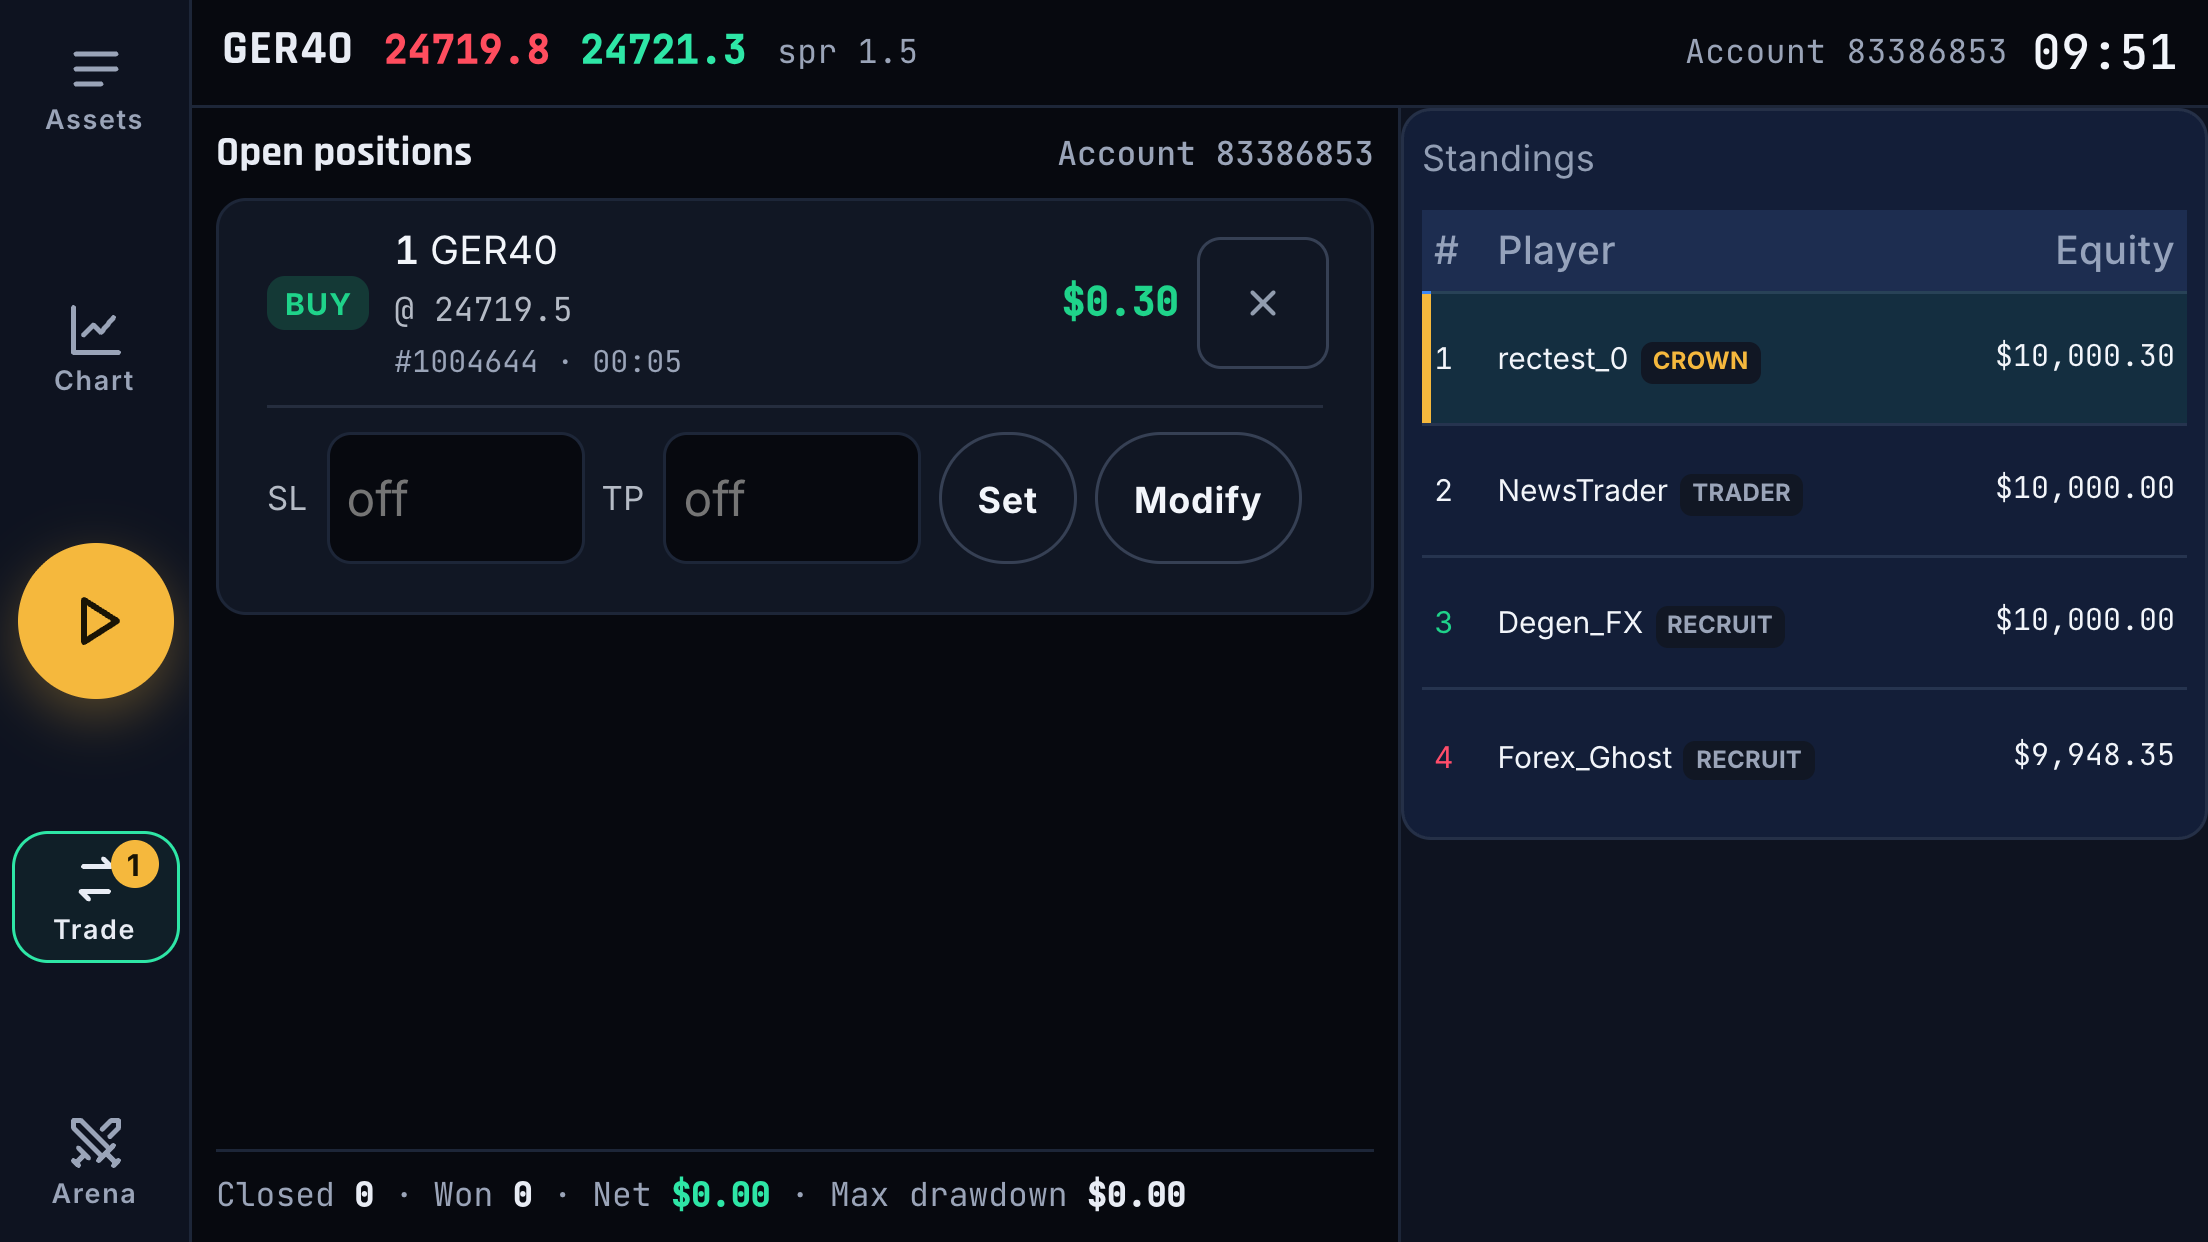 GER40 24719.8 24721.3 spr 1.5
Account 83386853 09:51
Assets
Chart
1
Trade
Arena
Open positions
Account 83386853
BUY
1 GER40
@ 24719.5
#1004644 · 00:05
$0.30
SL off TP off Set Modify
Closed 0 · Won 0 · Net $0.00 · Max drawdown $0.00
Standings
# Player Equity
1 rectest_0 CROWN $10,000.30
2 NewsTrader TRADER $10,000.00
3 Degen_FX RECRUIT $10,000.00
4 Forex_Ghost RECRUIT $9,948.35